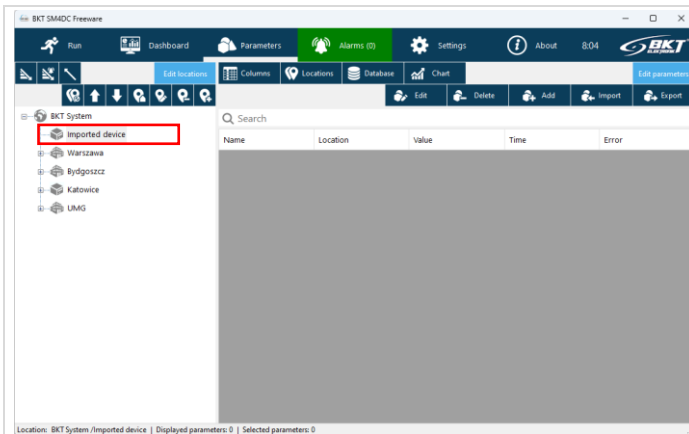 BKT SM4DC Freeware
Run Dashboard Parameters Alarms (0) Settings About 8:04 BKT
Edit locations Columns Locations Database Chart Edit parameters
Edit Delete Add Import Export
BKT System
Imported device
Warszawa
Bydgoszcz
Katowice
UMG
Search
Name Location Value Time Error
Location: BKT System /Imported device | Displayed parameters: 0 | Selected parameters: 0